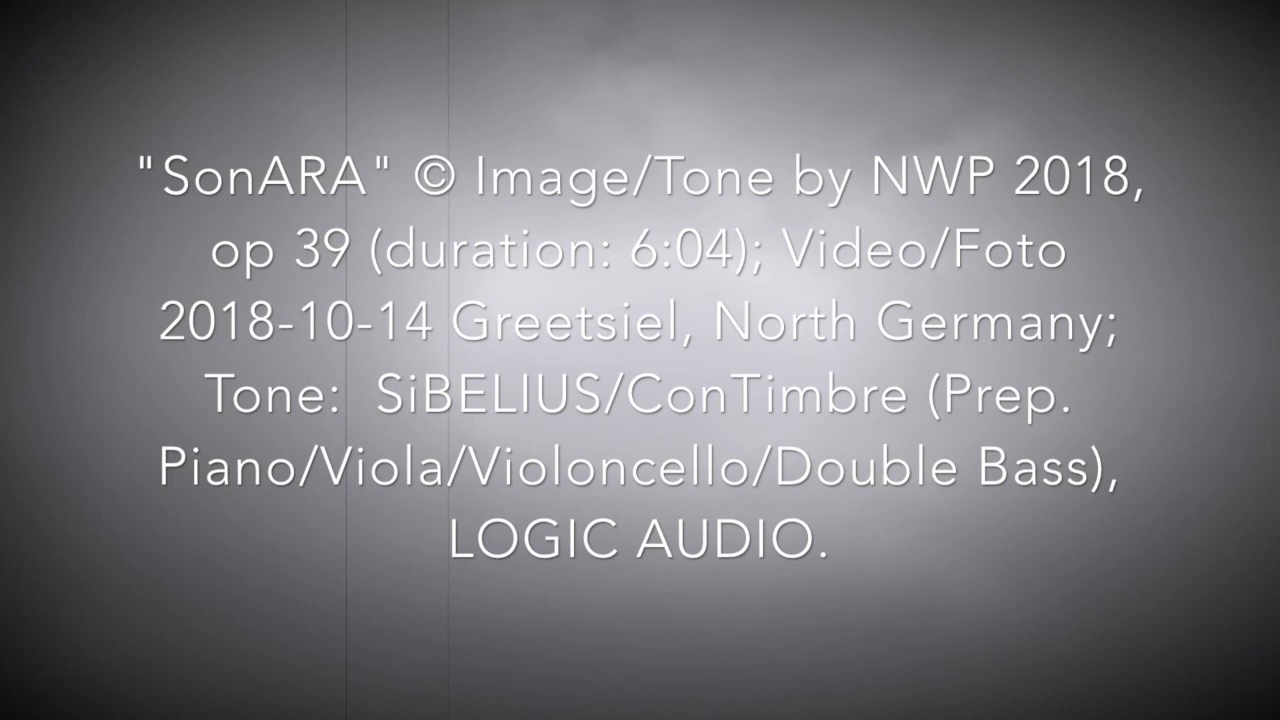 "SonARA" © Image/Tone by NWP 2018,
op 39 (duration: 6:04); Video/Foto
2018-10-14 Greetsiel, North Germany;
Tone:  SiBELIUS/ConTimbre (Prep.
Piano/Viola/Violoncello/Double Bass),
LOGIC AUDIO.